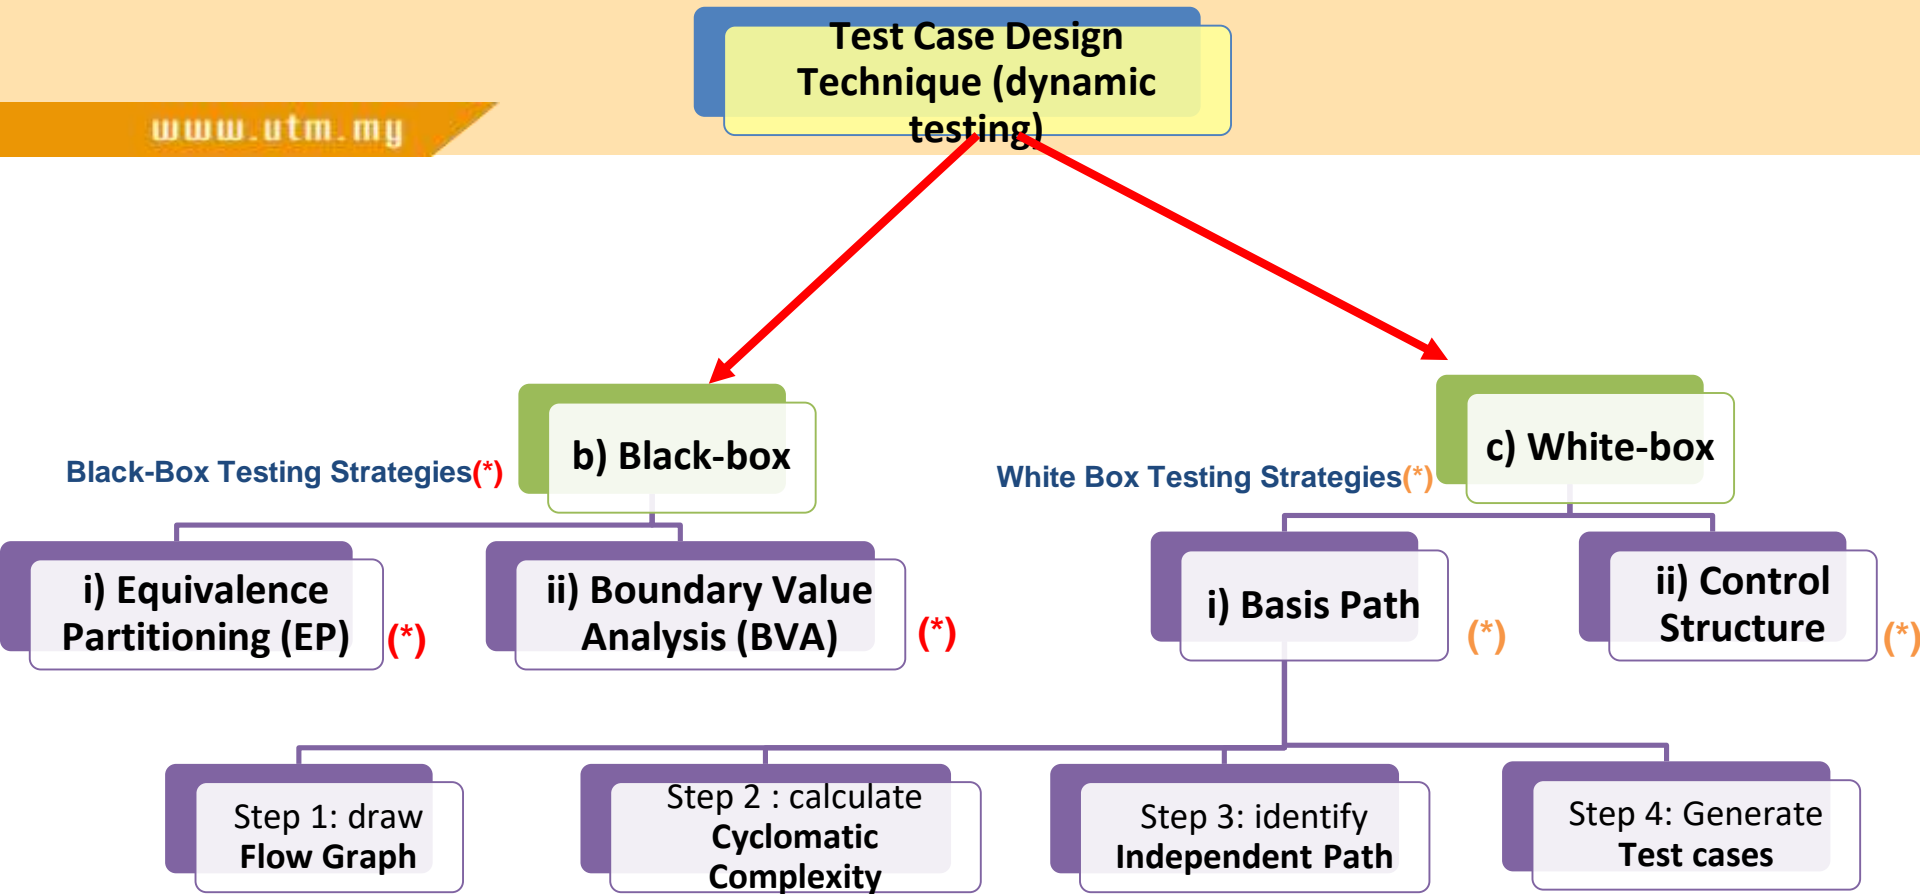 Test Case Design
Technique (dynamic
testing)
www.utm.my
b) Black-box
Black-Box Testing Strategies(*)
c) White-box
White Box Testing Strategies(*)
i) Equivalence
Partitioning (EP)
(*)
ii) Boundary Value
Analysis (BVA)
(*)
i) Basis Path
(*)
ii) Control
Structure
(*)
Step 1: draw
Flow Graph
Step 2 : calculate
Cyclomatic
Complexity
Step 3: identify
Independent Path
Step 4: Generate
Test cases